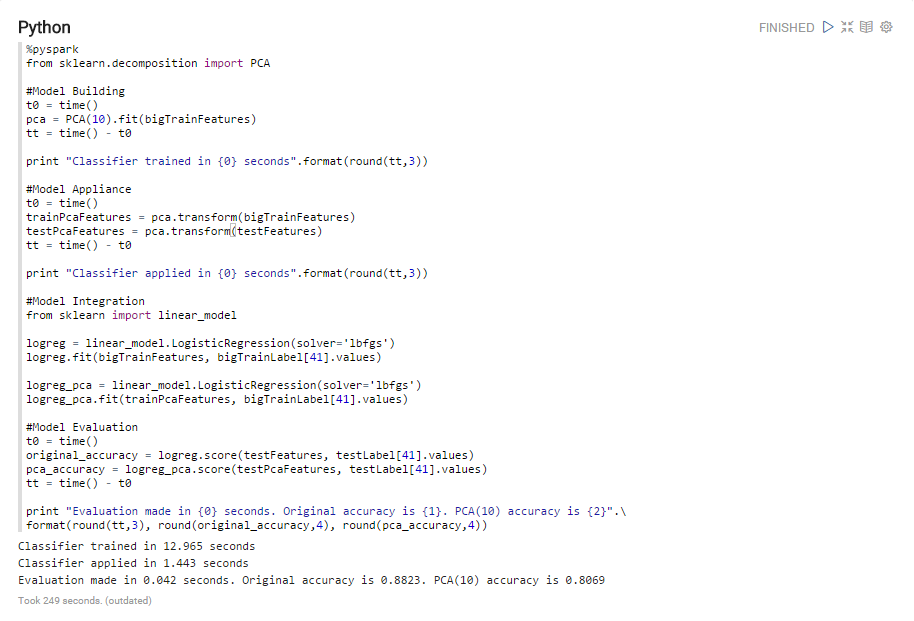 Python
FINISHED
%pyspark
from sklearn.decomposition import PCA
#Model Building
t0 = time()
pca = PCA(10).fit(bigTrainFeatures)
tt = time() - t0
print "Classifier trained in {0} seconds".format(round(tt,3))
#Model Appliance
t0 = time()
trainPcaFeatures = pca.transform(bigTrainFeatures)
testPcaFeatures = pca.transform(testFeatures)
tt = time() - t0
print "Classifier applied in {0} seconds".format(round(tt,3))
#Model Integration
from sklearn import linear_model
logreg = linear_model.LogisticRegression(solver='lbfgs')
logreg.fit(bigTrainFeatures, bigTrainLabel[41].values)
logreg_pca = linear_model.LogisticRegression(solver='lbfgs')
logreg_pca.fit(trainPcaFeatures, bigTrainLabel[41].values)
#Model Evaluation
t0 = time()
original_accuracy = logreg.score(testFeatures, testLabel[41].values)
pca_accuracy = logreg_pca.score(testPcaFeatures, testLabel[41].values)
tt = time() - t0
print "Evaluation made in {0} seconds. Original accuracy is {1}. PCA(10) accuracy is {2}".\
format(round(tt,3), round(original_accuracy,4), round(pca_accuracy,4))
Classifier trained in 12.965 seconds
Classifier applied in 1.443 seconds
Evaluation made in 0.042 seconds. Original accuracy is 0.8823. PCA(10) accuracy is 0.8069
Took 249 seconds. (outdated)